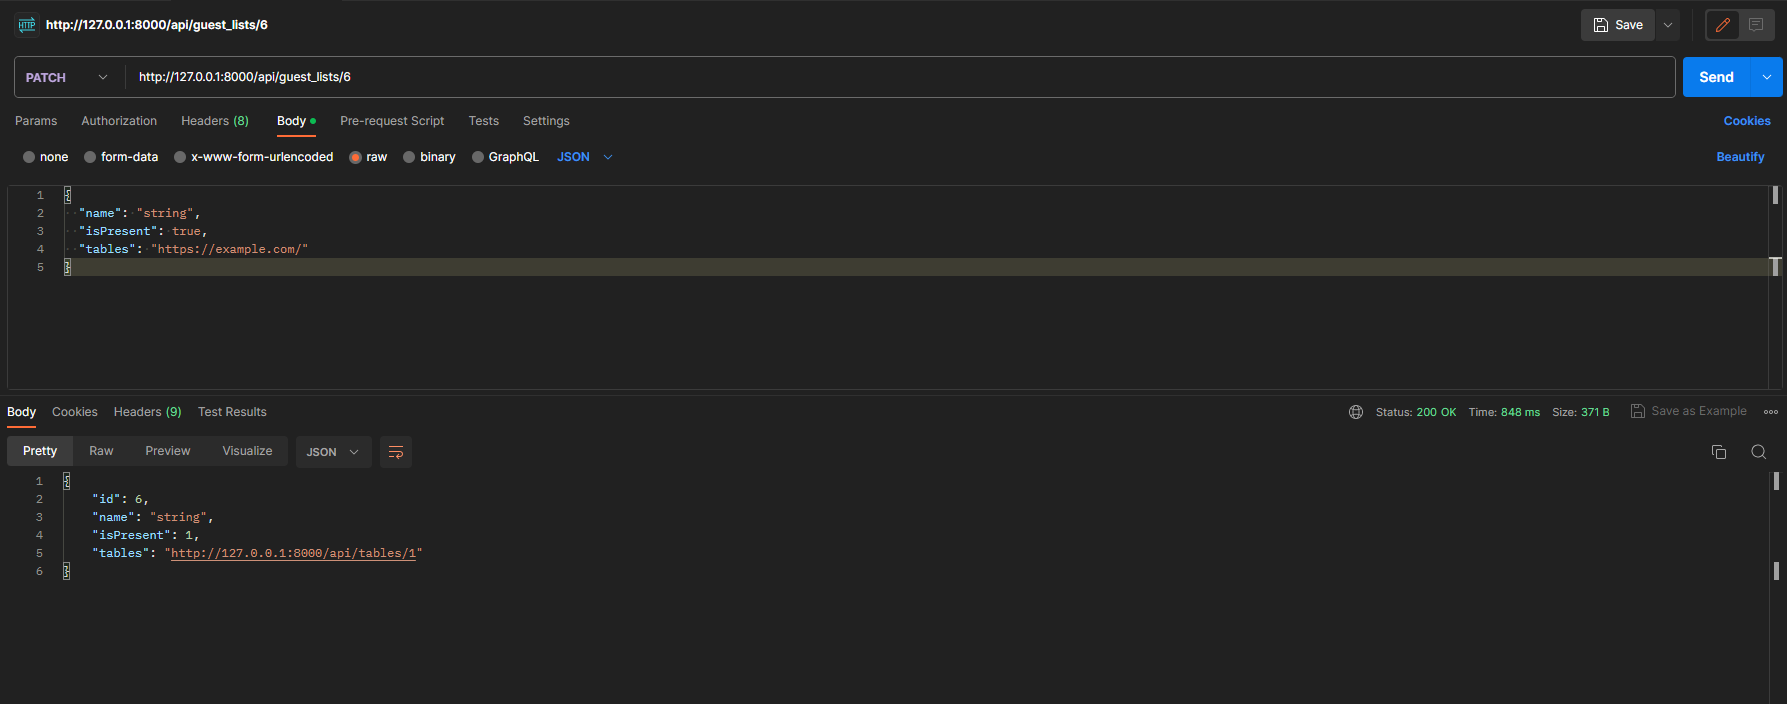 HTTP http://127.0.0.1:8000/api/guest_lists/6 Save
PATCH http://127.0.0.1:8000/api/guest_lists/6 Send
Params Authorization Headers (8) Body Pre-request Script Tests Settings Cookies
none form-data x-www-form-urlencoded raw binary GraphQL JSON Beautify
1 {
2 "name": "string",
3 "isPresent": true,
4 "tables": "https://example.com/"
5 }
Body Cookies Headers (9) Test Results Status: 200 OK Time: 848 ms Size: 371 B Save as Example
Pretty Raw Preview Visualize JSON
1 {
2 "id": 6,
3 "name": "string",
4 "isPresent": 1,
5 "tables": "http://127.0.0.1:8000/api/tables/1"
6 }